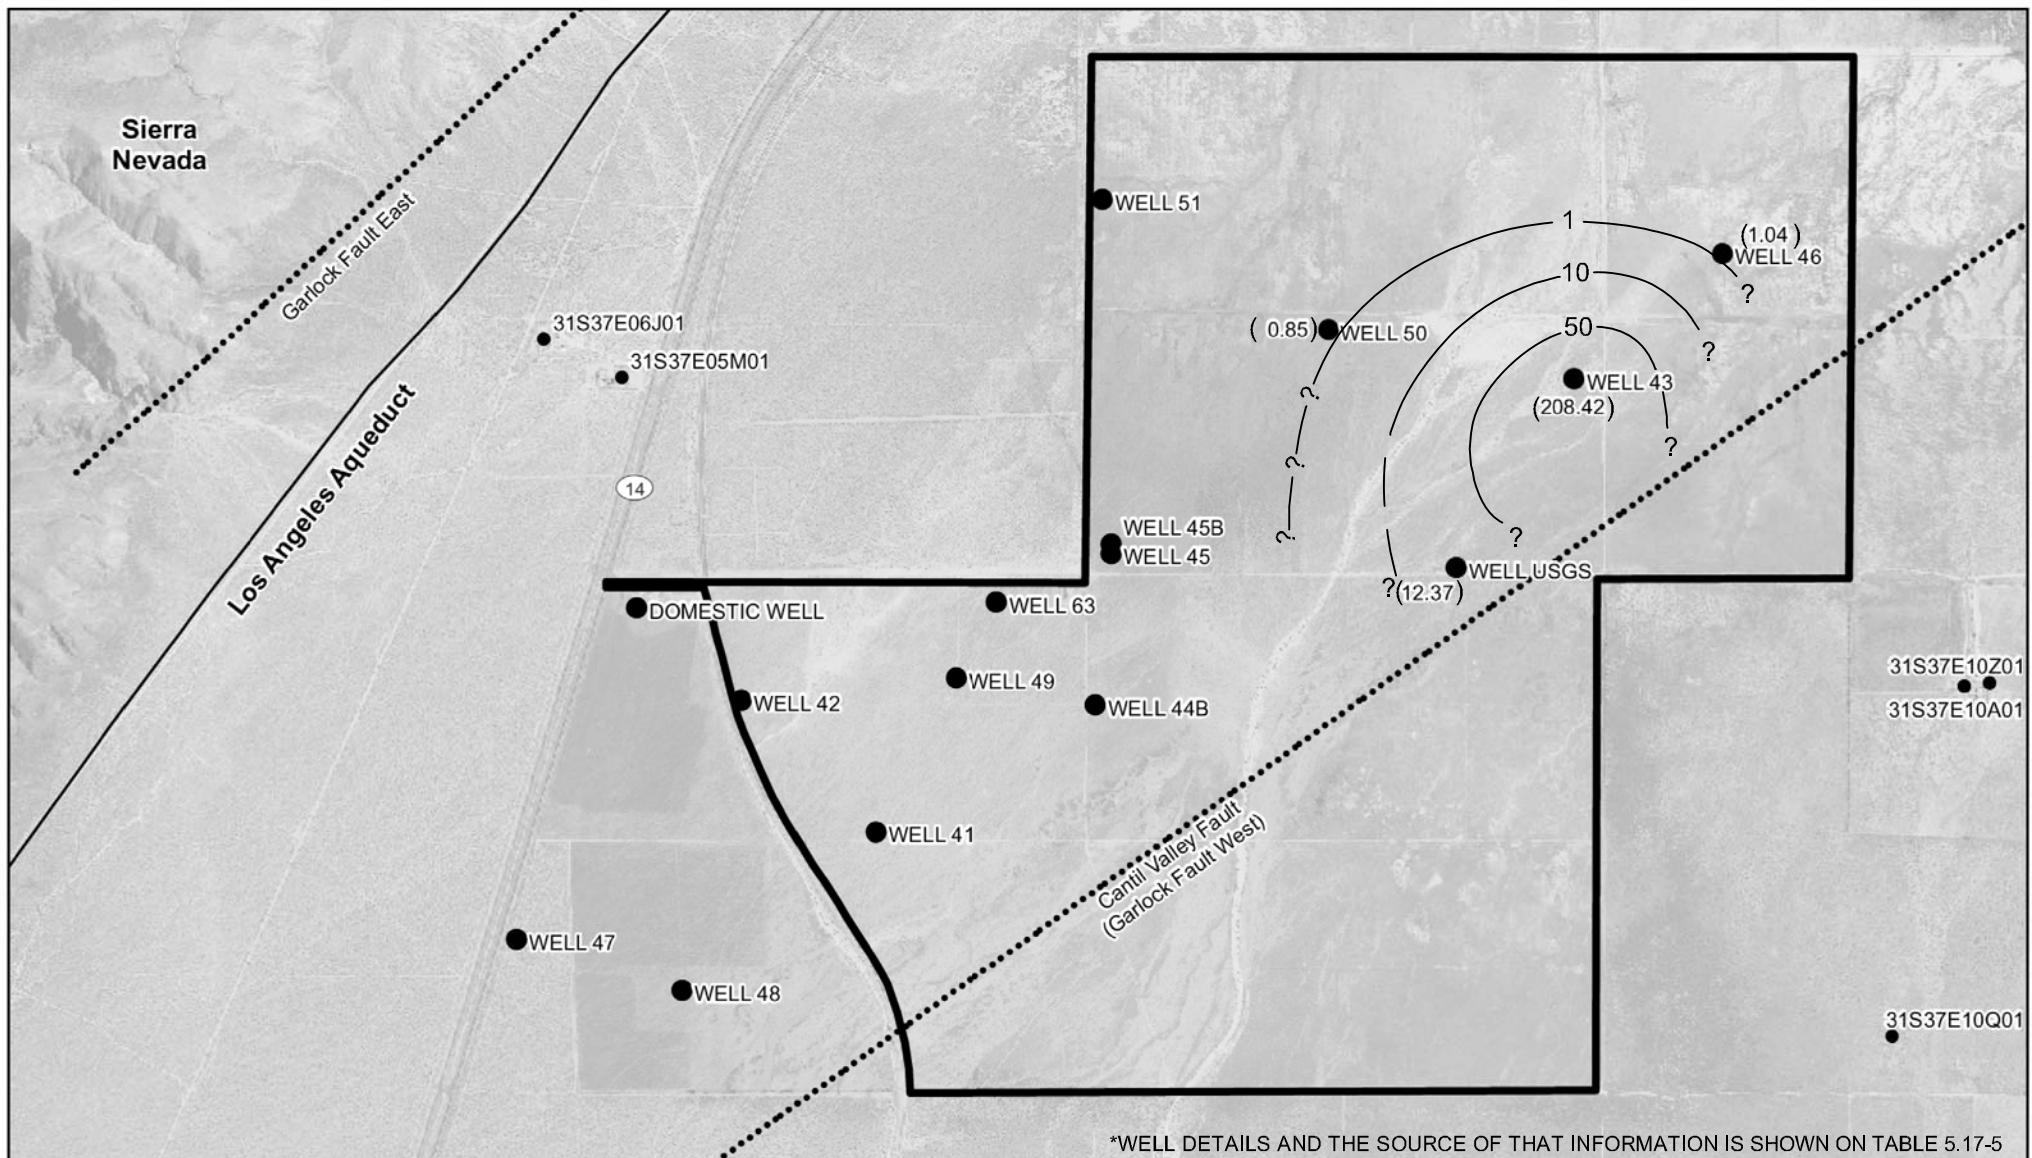 Sierra
Nevada
Garlock Fault East
Los Angeles Aqueduct
31S37E06J01
31S37E05M01
14
WELL 51
1
(1.04)
WELL 46
?
10
?
50
( 0.85)
WELL 50
WELL 43
(208.42)
?
?
?
?
?
WELL 45B
WELL 45
WELL USGS
?
(12.37)
DOMESTIC WELL
WELL 63
WELL 42
WELL 49
WELL 44B
31S37E10Z01
31S37E10A01
WELL 41
Cantil Valley Fault
(Garlock Fault West)
WELL 47
WELL 48
31S37E10Q01
*WELL DETAILS AND THE SOURCE OF THAT INFORMATION IS SHOWN ON TABLE 5.17-5